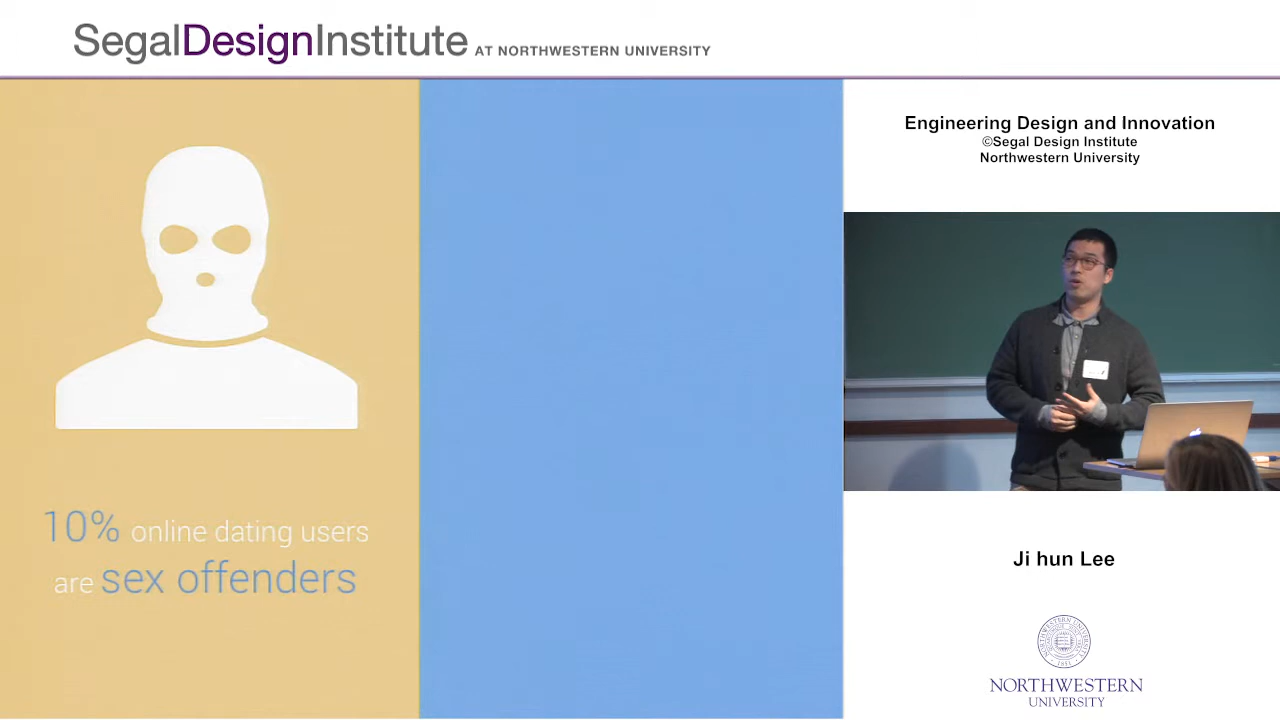 SegalDesignInstitute AT NORTHWESTERN UNIVERSITY
10% online dating users
are sex offenders
Engineering Design and Innovation
©Segal Design Institute
Northwestern University
Ji hun Lee
NORTHWESTERN
UNIVERSITY